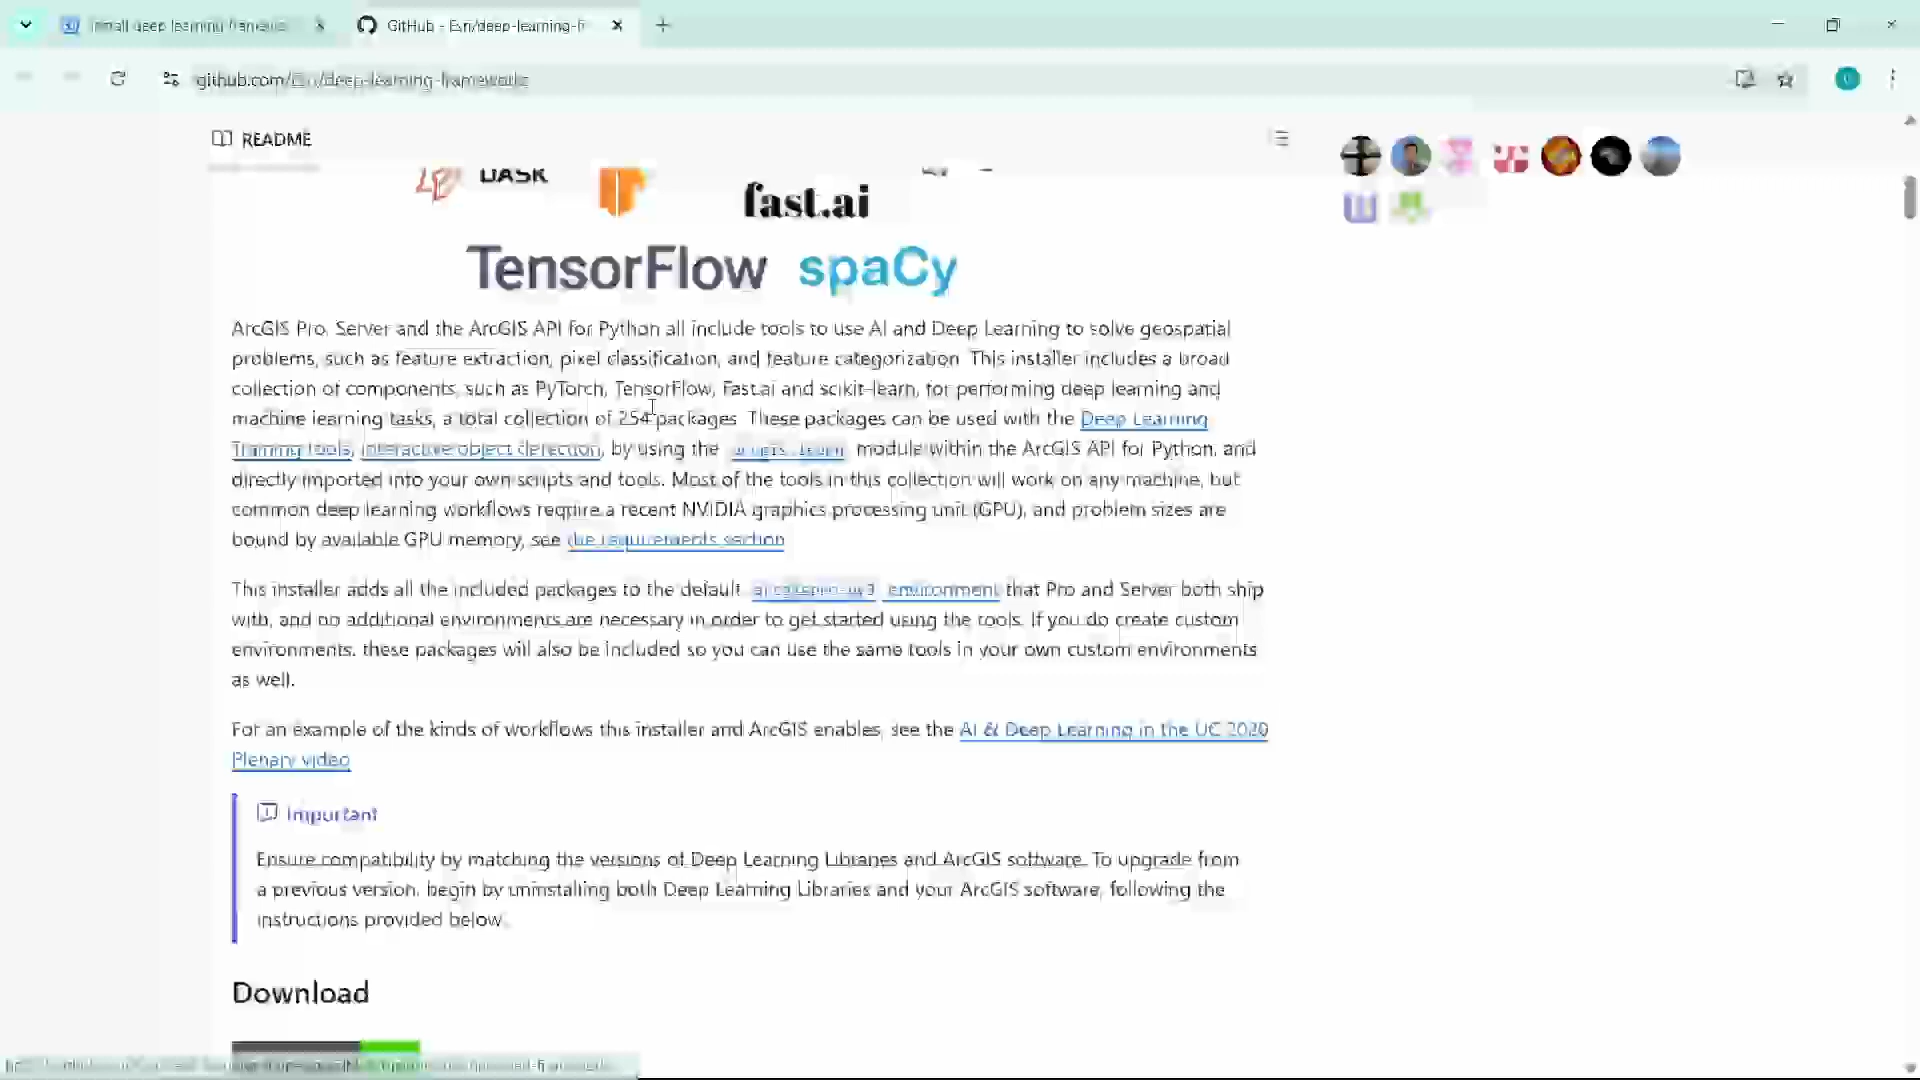 Install deep learning framewo
GitHub - Esri/deep-learning-fr
github.com/Esri/deep-learning-frameworks
README
DASK
fast.ai
TensorFlow spaCy
ArcGIS Pro, Server and the ArcGIS API for Python all include tools to use AI and Deep Learning to solve geospatial
problems, such as feature extraction, pixel classification, and feature categorization. This installer includes a broad
collection of components, such as PyTorch, TensorFlow, Fast.ai and scikit-learn, for performing deep learning and
machine learning tasks, a total collection of 254 packages. These packages can be used with the Deep Learning
Training tools, interactive object detection, by using the arcgis.learn module within the ArcGIS API for Python, and
directly imported into your own scripts and tools. Most of the tools in this collection will work on any machine, but
common deep learning workflows require a recent NVIDIA graphics processing unit (GPU), and problem sizes are
bound by available GPU memory, see the requirements section
This installer adds all the included packages to the default arcgispro-py3 environment that Pro and Server both ship
with, and no additional environments are necessary in order to get started using the tools. If you do create custom
environments, these packages will also be included so you can use the same tools in your own custom environments
as well.
For an example of the kinds of workflows this installer and ArcGIS enables, see the AI & Deep Learning in the UC 2020
Plenary video
Important
Ensure compatibility by matching the versions of Deep Learning Libraries and ArcGIS software. To upgrade from
a previous version, begin by uninstalling both Deep Learning Libraries and your ArcGIS software, following the
instructions provided below.
Download